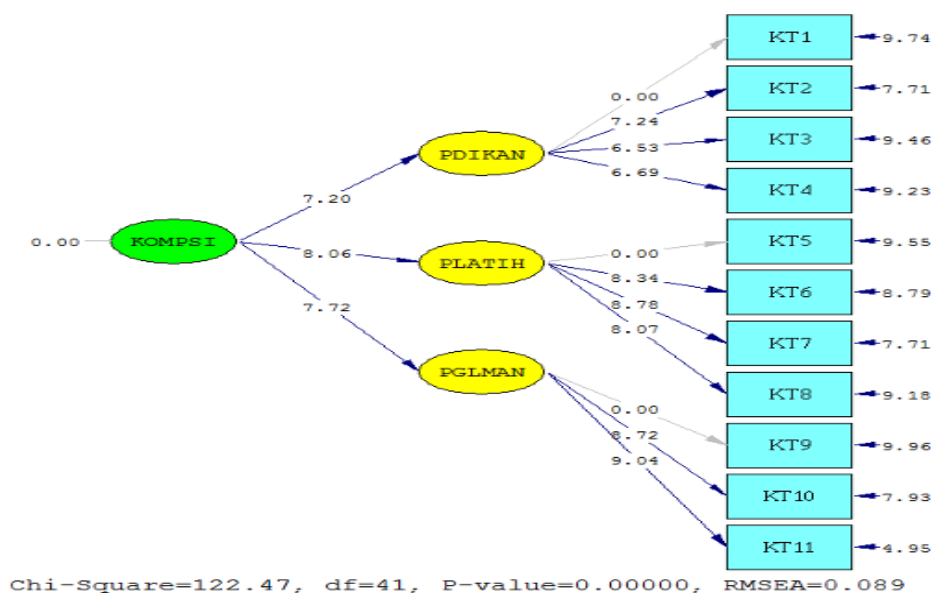 KT1
9.74
0.00
KT2
7.71
7.24
KT3
9.46
6.53
PDIKAN
6.69
KT4
9.23
7.20
0.00
KOMPSI
KT5
9.55
0.00
8.06
PLATIH
8.34
KT6
8.79
8.78
7.72
8.07
KT7
7.71
PGLMAN
KT8
9.18
0.00
8.72
KT9
9.96
9.04
KT10
7.93
KT11
4.95
Chi-Square=122.47, df=41, P-value=0.00000, RMSEA=0.089